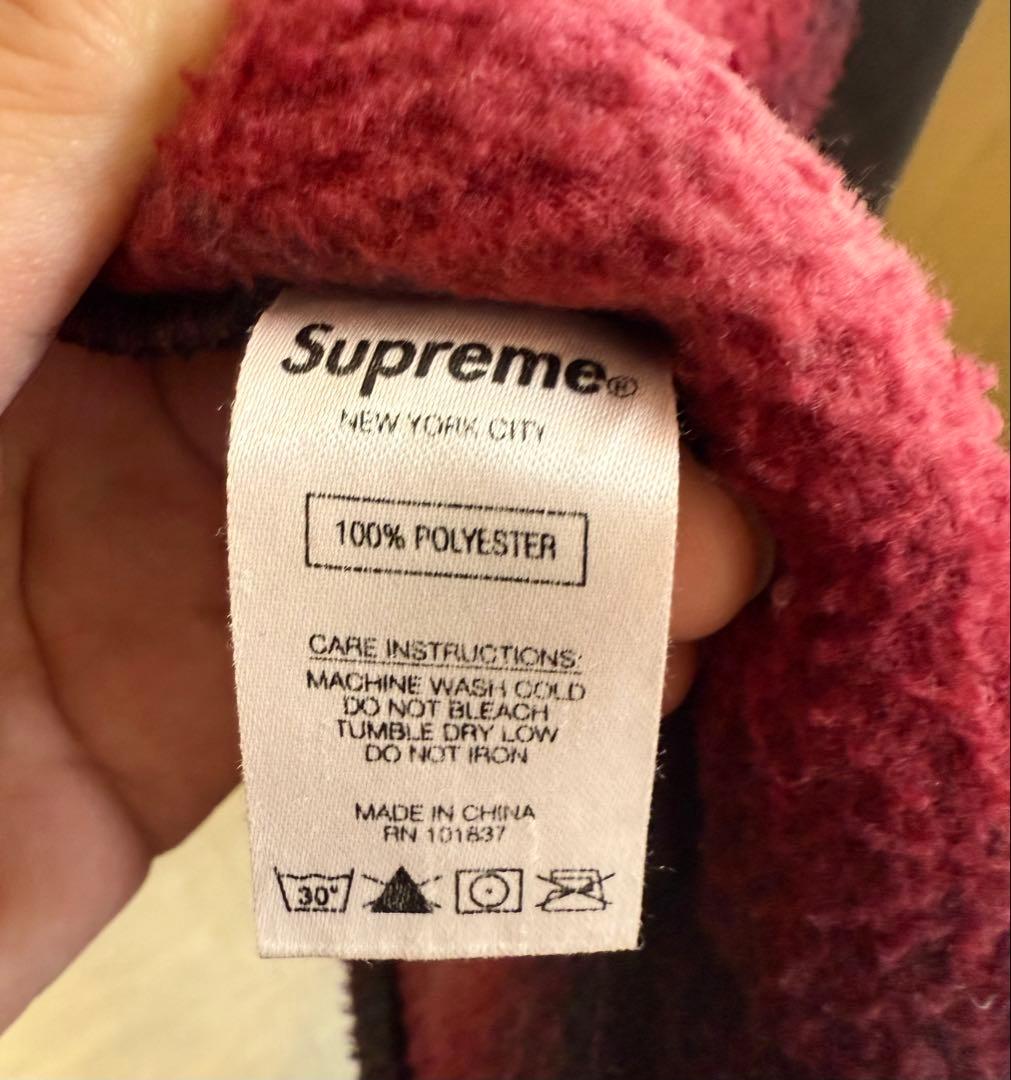 Supreme®
NEW YORK CITY
100% POLYESTER
CARE INSTRUCTIONS:
MACHINE WASH COLD
DO NOT BLEACH
TUMBLE DRY LOW
DO NOT IRON
MADE IN CHINA
RN 101837
30°